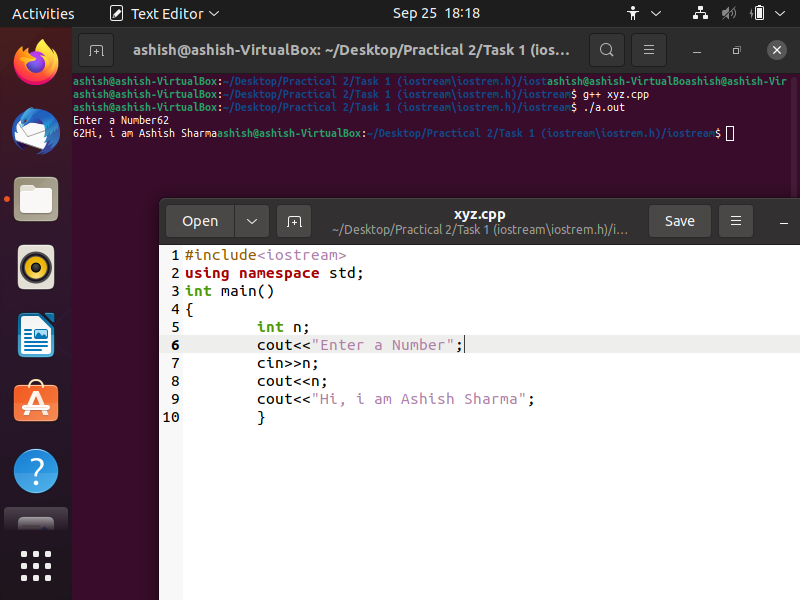 Activities
Text Editor
Sep 25 18:18
ashish@ashish-VirtualBox: ~/Desktop/Practical 2/Task 1 (ios...
ashish@ashish-VirtualBox:~/Desktop/Practical 2/Task 1 (iostream\iostrem.h)/iostashish@ashish-VirtualBoashish@ashish-Vir
ashish@ashish-VirtualBox:~/Desktop/Practical 2/Task 1 (iostream\iostrem.h)/iostream$ g++ xyz.cpp
ashish@ashish-VirtualBox:~/Desktop/Practical 2/Task 1 (iostream\iostrem.h)/iostream$ ./a.out
Enter a Number62
62Hi, i am Ashish Sharmaashish@ashish-VirtualBox:~/Desktop/Practical 2/Task 1 (iostream\iostrem.h)/iostream$
Open
xyz.cpp
~/Desktop/Practical 2/Task 1 (iostream\iostrem.h)/i...
Save
1 #include<iostream>
2 using namespace std;
3 int main()
4 {
5 int n;
6 cout<<"Enter a Number";
7 cin>>n;
8 cout<<n;
9 cout<<"Hi, i am Ashish Sharma";
10 }